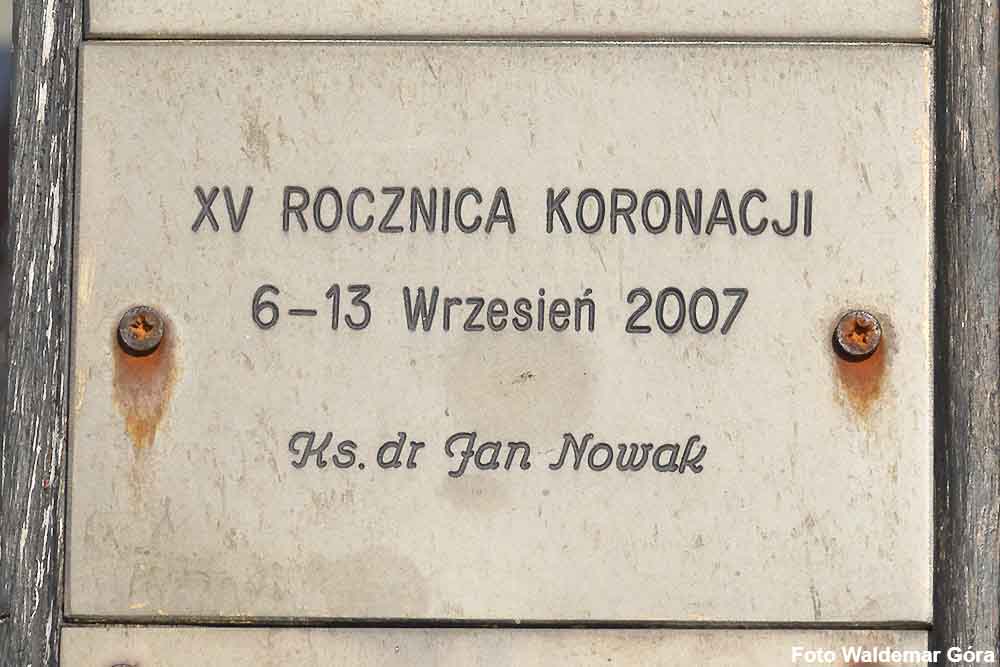 XV ROCZNICA KORONACJI
6-13 Wrzesień 2007
Ks. dr Jan Nowak
Foto Waldemar Góra